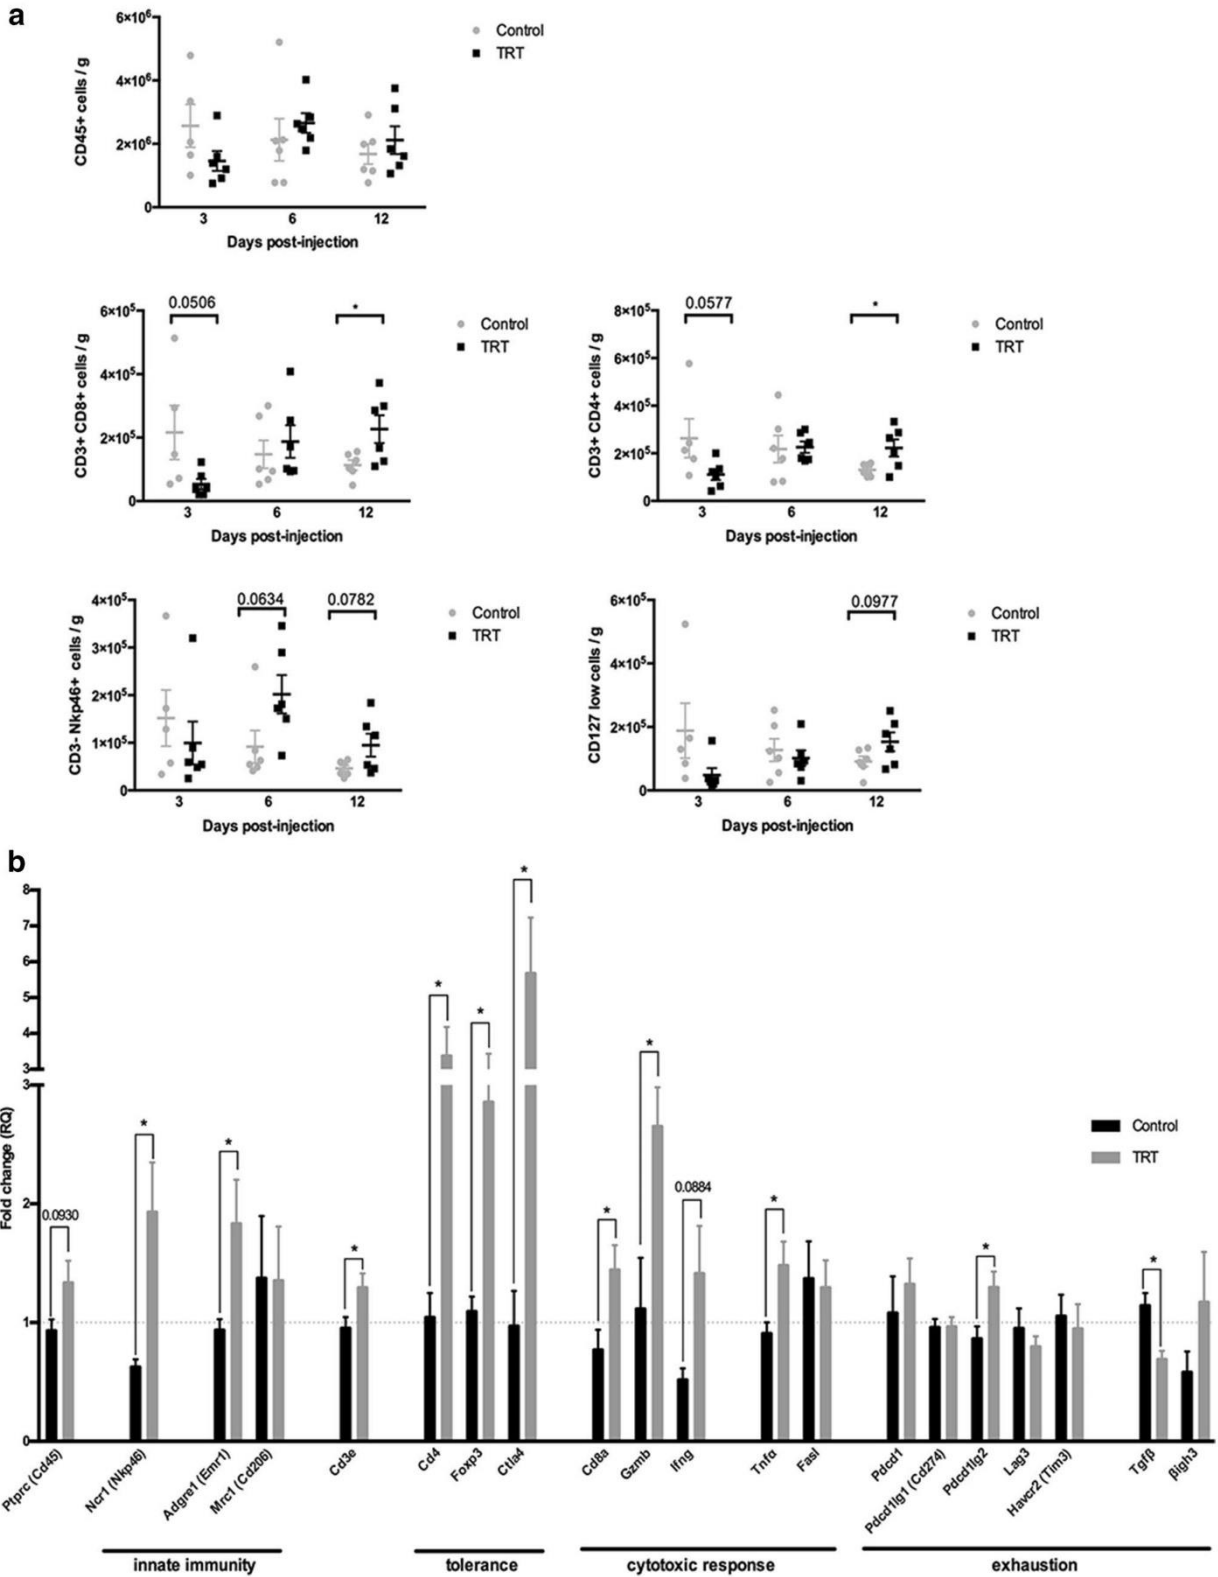 a
6×10⁶
4×10⁶
2×10⁶
0
CD45+ cells / g
3 6 12
Days post-injection
Control
TRT
6×10⁵
4×10⁵
2×10⁵
0
CD3+ CD8+ cells / g
0.0506 *
3 6 12
Days post-injection
Control
TRT
8×10⁵
6×10⁵
4×10⁵
2×10⁵
0
CD3+ CD4+ cells / g
0.0577 *
3 6 12
Days post-injection
Control
TRT
4×10⁵
3×10⁵
2×10⁵
1×10⁵
0
CD3- Nkp46+ cells / g
0.0634 0.0782
3 6 12
Days post-injection
Control
TRT
6×10⁵
4×10⁵
2×10⁵
0
CD127 low cells / g
0.0977
3 6 12
Days post-injection
Control
TRT
b
8
7
6
5
4
3
3
2
1
0
Fold change (RQ)
0.0930
*
*
*
*
*
*
*
*
0.0884
*
*
*
Control
TRT
Ptprc (Cd45)
Ncr1 (Nkp46)
Adgre1 (Emr1)
Mrc1 (Cd206)
Cd3e
Cd4
Foxp3
Ctla4
Cd8a
Gzmb
Ifng
Tnfα
Fasl
Pdcd1
Pdcd1lg1 (Cd274)
Pdcd1lg2
Lag3
Havcr2 (Tim3)
Tgfβ
βigh3
innate immunity
tolerance
cytotoxic response
exhaustion